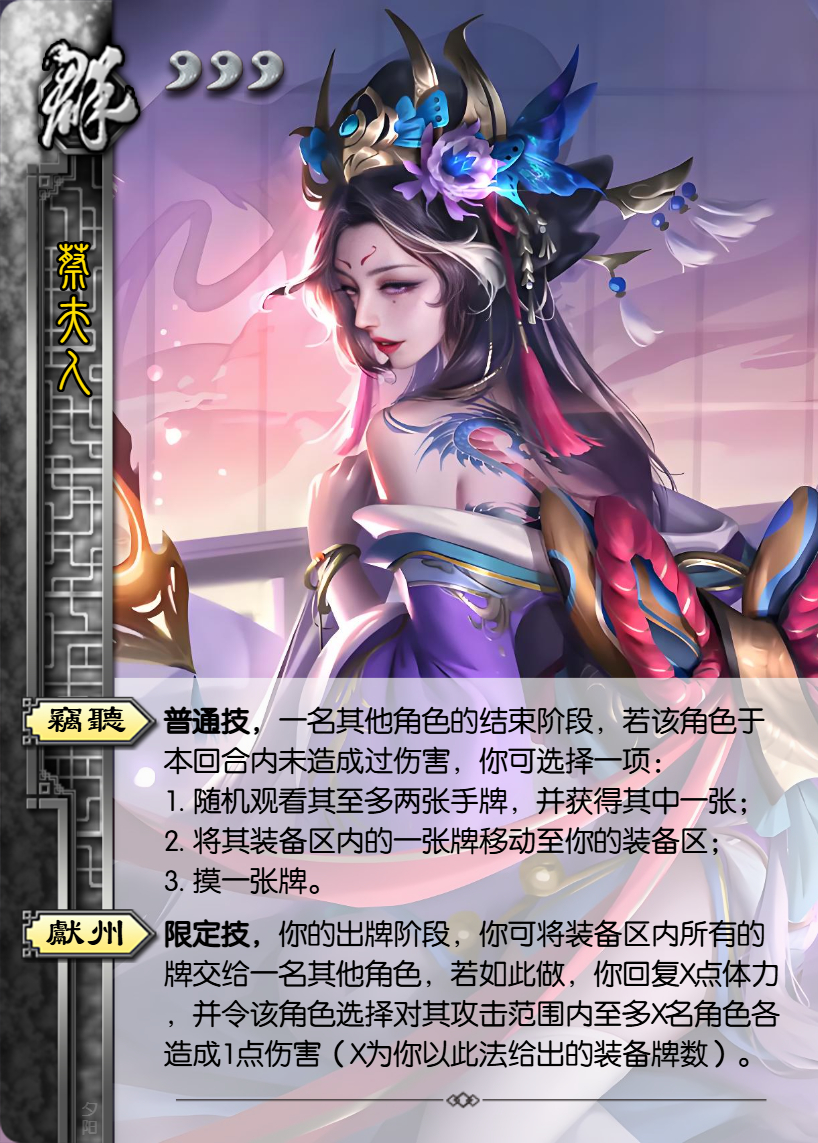 群
蔡夫人
竊聽
普通技，一名其他角色的结束阶段，若该角色于
本回合内未造成过伤害，你可选择一项：
1. 随机观看其至多两张手牌，并获得其中一张；
2. 将其装备区内的一张牌移动至你的装备区；
3. 摸一张牌。
獻州
限定技，你的出牌阶段，你可将装备区内所有的
牌交给一名其他角色，若如此做，你回复X点体力
，并令该角色选择对其攻击范围内至多X名角色各
造成1点伤害（X为你以此法给出的装备牌数）。
夕阳